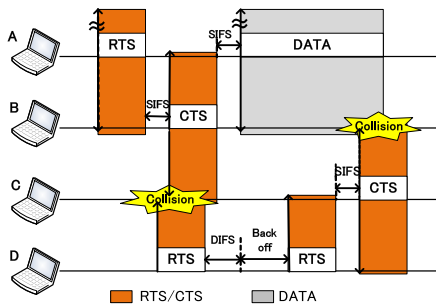 A
RTS
SIFS
DATA
SIFS
B
CTS
Collision
SIFS
C
Collision
CTS
DIFS
Back
off
D
RTS
RTS
RTS/CTS
DATA